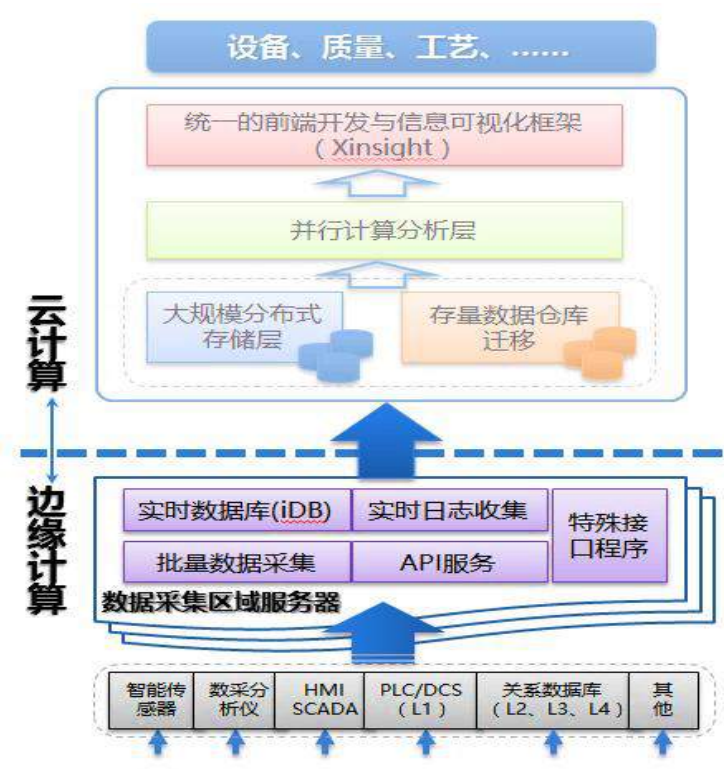 设备、质量、工艺、……
统一的前端开发与信息可视化框架
（Xinsight）
并行计算分析层
大规模分布式
存储层
存量数据仓库
迁移
云计算
边缘计算
实时数据库(iDB)
实时日志收集
特殊接
口程序
批量数据采集
API服务
数据采集区域服务器
智能传
感器
数采分
析仪
HMI
SCADA
PLC/DCS
（L1）
关系数据库
（L2、L3、L4）
其
他